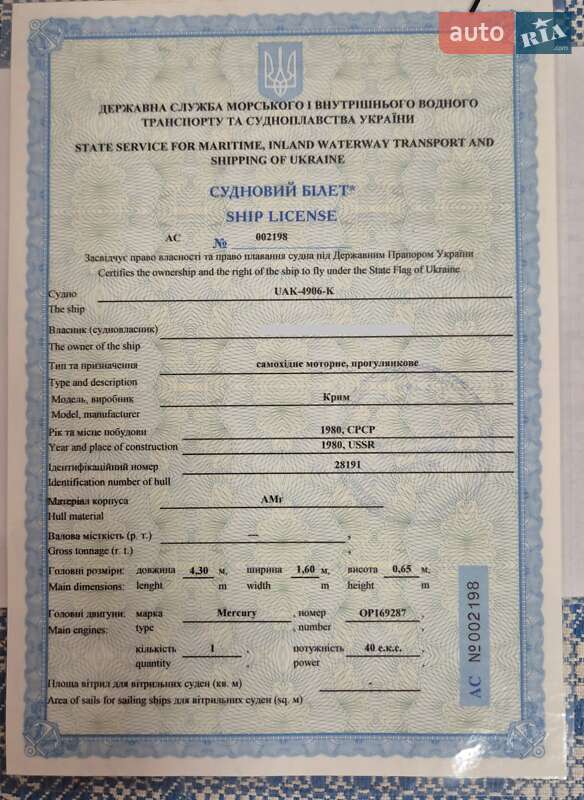 auto RIA.com
ДЕРЖАВНА СЛУЖБА МОРСЬКОГО І ВНУТРІШНЬОГО ВОДНОГО
ТРАНСПОРТУ ТА СУДНОПЛАВСТВА УКРАЇНИ
STATE SERVICE FOR MARITIME, INLAND WATERWAY TRANSPORT AND
SHIPPING OF UKRAINE
СУДНОВИЙ БІЛЕТ*
SHIP LICENSE
АС № 002198
Засвідчує право власності та право плавання судна під Державним Прапором України
Certifies the ownership and the right of the ship to fly under the State Flag of Ukraine
Судно UAK-4906-K
The ship
Власник (судновласник)
The owner of the ship
Тип та призначення самохідне моторне, прогулянкове
Type and description
Модель, виробник Крим
Model, manufacturer
Рік та місце побудови 1980, СРСР
Year and place of construction 1980, USSR
Ідентифікаційний номер 28191
Identification number of hull
Матеріал корпуса АМг
Hull material
Валова місткість (р. т.) — ,
Gross tonnage (r. t.)
Головні розміри: довжина 4,30 м, ширина 1,60 м, висота 0,65 м,
Main dimensions: lenght m width m height m
Головні двигуни: марка Mercury , номер OP169287 ,
Main engines: type , number ,
кількість 1 , потужність 40 е.к.с. ,
quantity power
Площа вітрил для вітрильних суден (кв. м) -
Area of sails for sailing ships для вітрильних суден (sq. m)
АС №002198